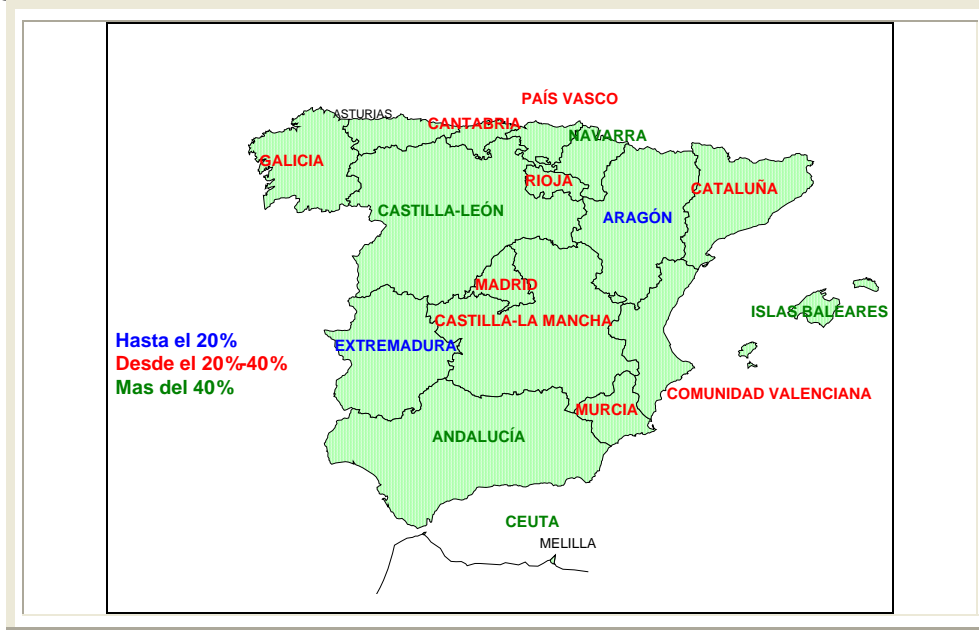 PAÍS VASCO
ASTURIAS
CANTABRIA
NAVARRA
GALICIA
RIOJA
CATALUÑA
CASTILLA-LEÓN
ARAGÓN
MADRID
ISLAS BALEARES
CASTILLA-LA MANCHA
Hasta el 20%
EXTREMADURA
Desde el 20%-40%
Mas del 40%
COMUNIDAD VALENCIANA
MURCIA
ANDALUCÍA
CEUTA
MELILLA